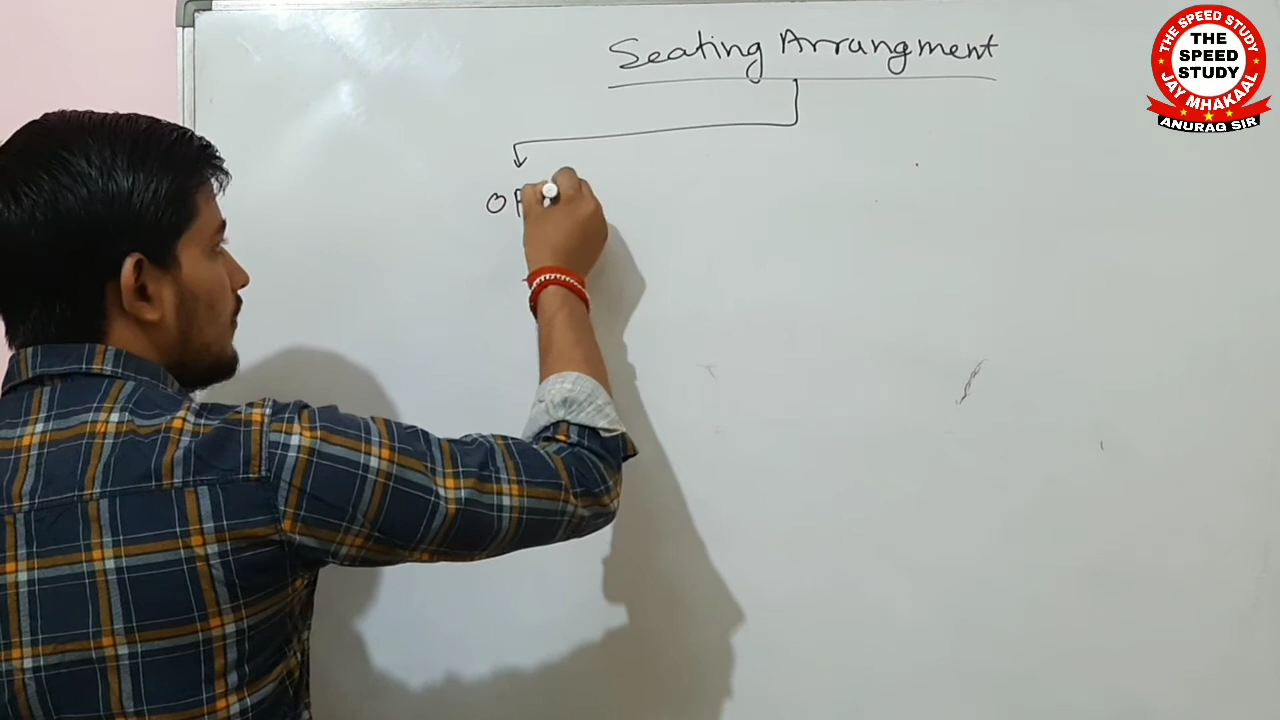 Seating Arrangment
THE SPEED STUDY
THE
SPEED
STUDY
JAY MHAKAAL
ANURAG SIR